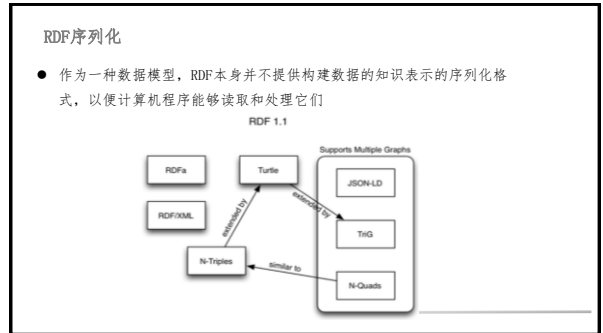 RDF序列化
● 作为一种数据模型，RDF本身并不提供构建数据的知识表示的序列化格
式，以便计算机程序能够读取和处理它们
RDF 1.1
Supports Multiple Graphs
RDFa
Turtle
JSON-LD
extended by
extended by
RDF/XML
TriG
N-Triples
similar to
N-Quads